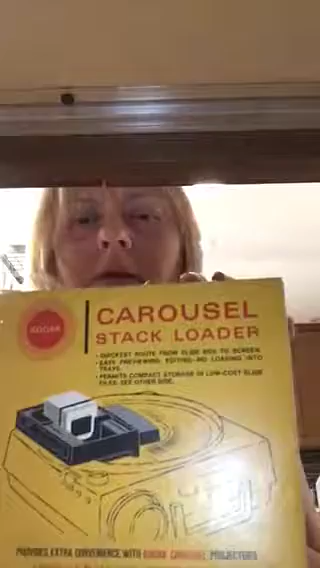 KODAK
CAROUSEL
STACK LOADER
• QUICKEST ROUTE FROM SLIDE BOX TO SCREEN.
• EASY PREVIEWING, EDITING—NO LOADING INTO
TRAYS.
• PERMITS COMPACT STORAGE IN LOW-COST SLIDE
FILES. SEE OTHER SIDE.
PROVIDES EXTRA CONVENIENCE WITH KODAK CAROUSEL PROJECTORS